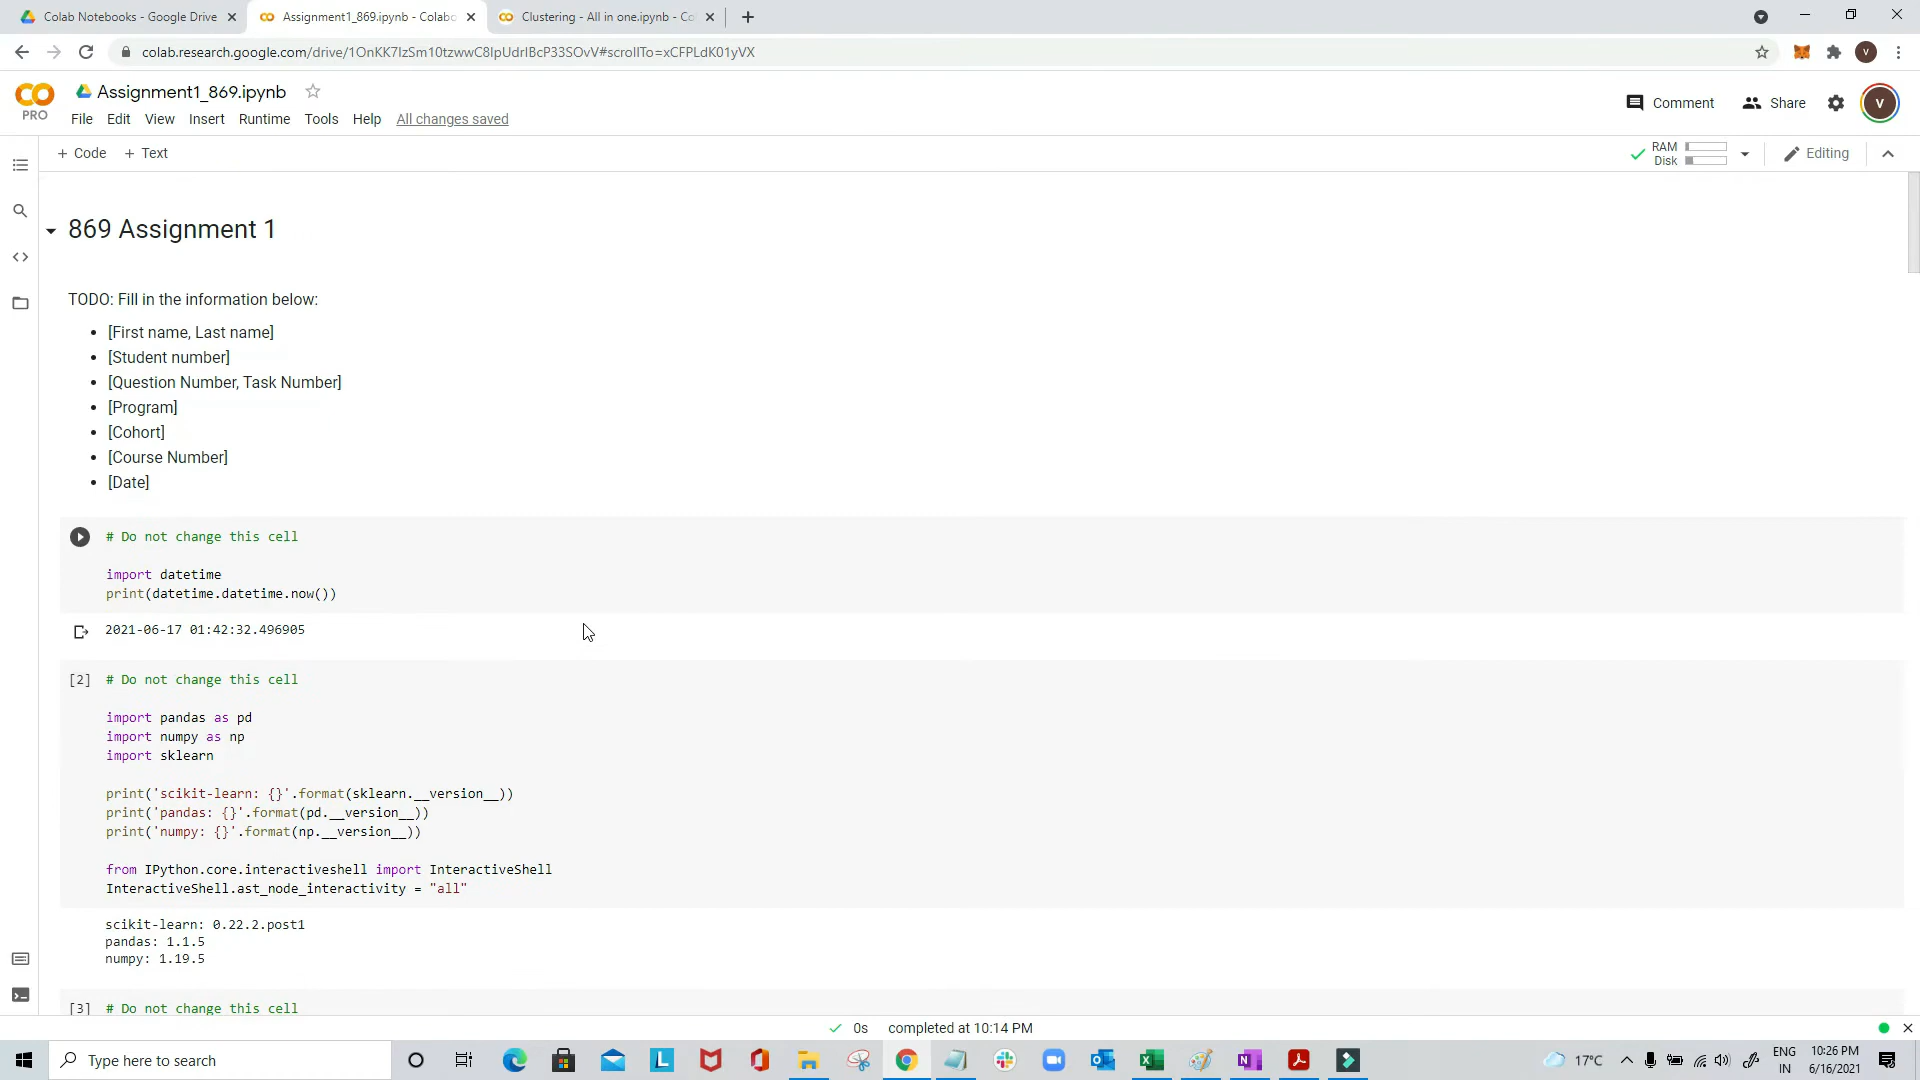 Colab Notebooks - Google Drive
Assignment1_869.ipynb - Colabo
Clustering - All in one.ipynb - Co
colab.research.google.com/drive/1OnKK7IzSm10tzwwC8IpUdrIBcP33SOvV#scrollTo=xCFPLdK01yVX
PRO
Assignment1_869.ipynb
File Edit View Insert Runtime Tools Help All changes saved
Comment Share V
+ Code + Text
RAM
Disk
Editing
869 Assignment 1
TODO: Fill in the information below:
• [First name, Last name]
• [Student number]
• [Question Number, Task Number]
• [Program]
• [Cohort]
• [Course Number]
• [Date]
# Do not change this cell
import datetime
print(datetime.datetime.now())
2021-06-17 01:42:32.496905
[2] # Do not change this cell
import pandas as pd
import numpy as np
import sklearn
print('scikit-learn: {}'.format(sklearn.__version__))
print('pandas: {}'.format(pd.__version__))
print('numpy: {}'.format(np.__version__))
from IPython.core.interactiveshell import InteractiveShell
InteractiveShell.ast_node_interactivity = "all"
scikit-learn: 0.22.2.post1
pandas: 1.1.5
numpy: 1.19.5
[3] # Do not change this cell
0s completed at 10:14 PM
Type here to search
17°C
ENG
IN
10:26 PM
6/16/2021